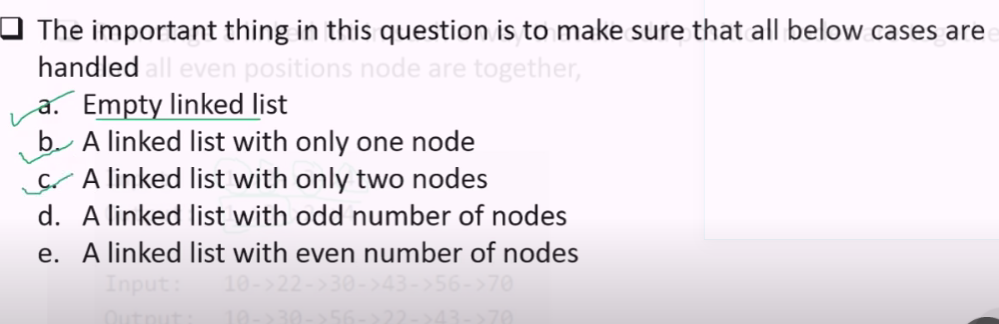 ❑ The important thing in this question is to make sure that all below cases are
handled all even positions node are together,
a. Empty linked list
b. A linked list with only one node
c. A linked list with only two nodes
d. A linked list with odd number of nodes
e. A linked list with even number of nodes
Input: 10->22->30->43->56->70
Output: 10->30->56->22->43->70